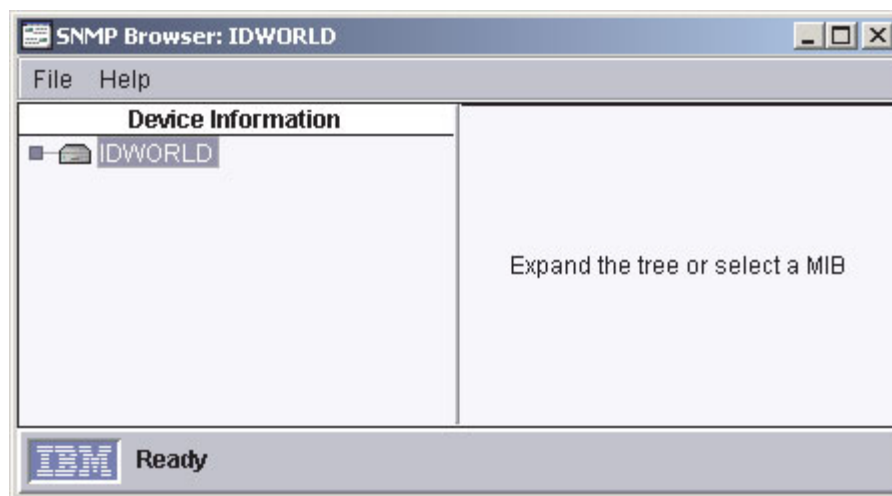 SNMP Browser: IDWORLD
File Help
Device Information
IDWORLD
Expand the tree or select a MIB
IBM Ready